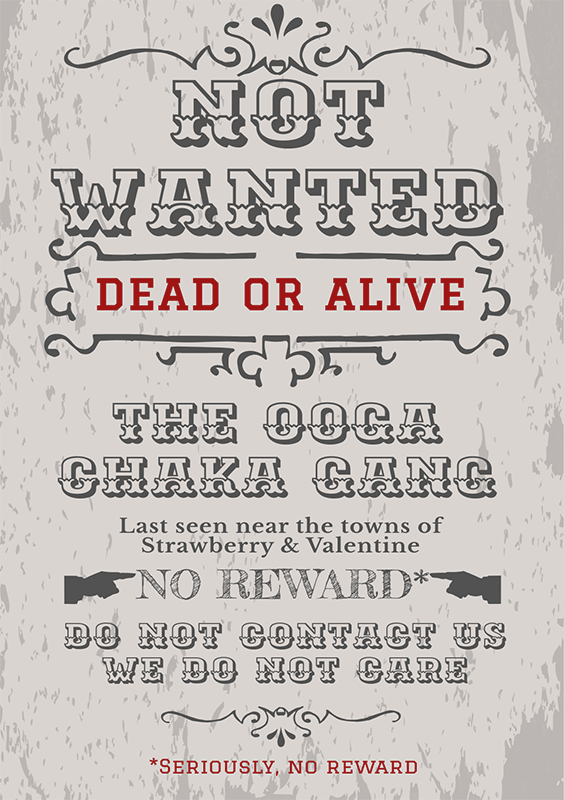 NOT
WANTED
DEAD OR ALIVE
THE OOGA
CHAKA GANG
Last seen near the towns of
Strawberry & Valentine
NO REWARD*
DO NOT CONTACT US
WE DO NOT CARE
*SERIOUSLY, NO REWARD